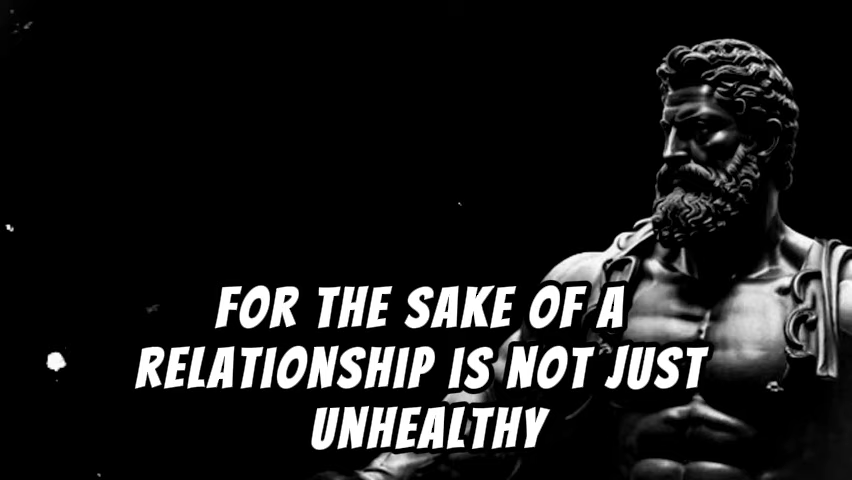 FOR THE SAKE OF A
RELATIONSHIP IS NOT JUST
UNHEALTHY